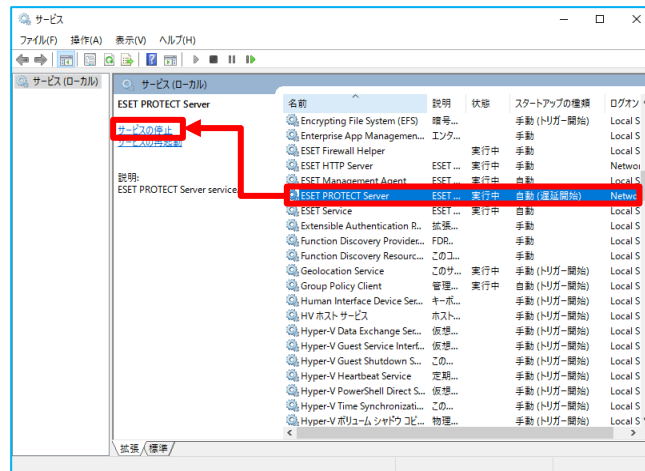 サービス
ファイル(F) 操作(A) 表示(V) ヘルプ(H)
サービス (ローカル)
サービス (ローカル)
ESET PROTECT Server
サービスの停止
サービスの再起動
説明:
ESET PROTECT Server service
名前 説明 状態 スタートアップの種類 ログオン
Encrypting File System (EFS) 暗号... 手動 (トリガー開始) Local S
Enterprise App Managemen... エンタ... 手動 Local S
ESET Firewall Helper 実行中 手動 Local S
ESET HTTP Server ESET ... 実行中 手動 Networ
ESET Management Agent ESET ... 実行中 自動 Local S
ESET PROTECT Server ESET ... 実行中 自動 (遅延開始) Netwo
ESET Service ESET ... 実行中 自動 Local S
Extensible Authentication P... 拡張... 手動 Local S
Function Discovery Provider... FDP... 手動 Local S
Function Discovery Resourc... このコ... 手動 Local S
Geolocation Service このサ... 実行中 手動 (トリガー開始) Local S
Group Policy Client 管理... 実行中 自動 (トリガー開始) Local S
Human Interface Device Ser... キーボ... 手動 (トリガー開始) Local S
HV ホスト サービス ホスト... 手動 (トリガー開始) Local S
Hyper-V Data Exchange Ser... 仮想... 手動 (トリガー開始) Local S
Hyper-V Guest Service Interf... 仮想... 手動 (トリガー開始) Local S
Hyper-V Guest Shutdown S... この... 手動 (トリガー開始) Local S
Hyper-V Heartbeat Service 定期... 手動 (トリガー開始) Local S
Hyper-V PowerShell Direct S... 仮想... 手動 (トリガー開始) Local S
Hyper-V Time Synchronizati... この... 手動 (トリガー開始) Local S
Hyper-V ボリューム シャドウ コピ... 物理... 手動 (トリガー開始) Local S
拡張 標準